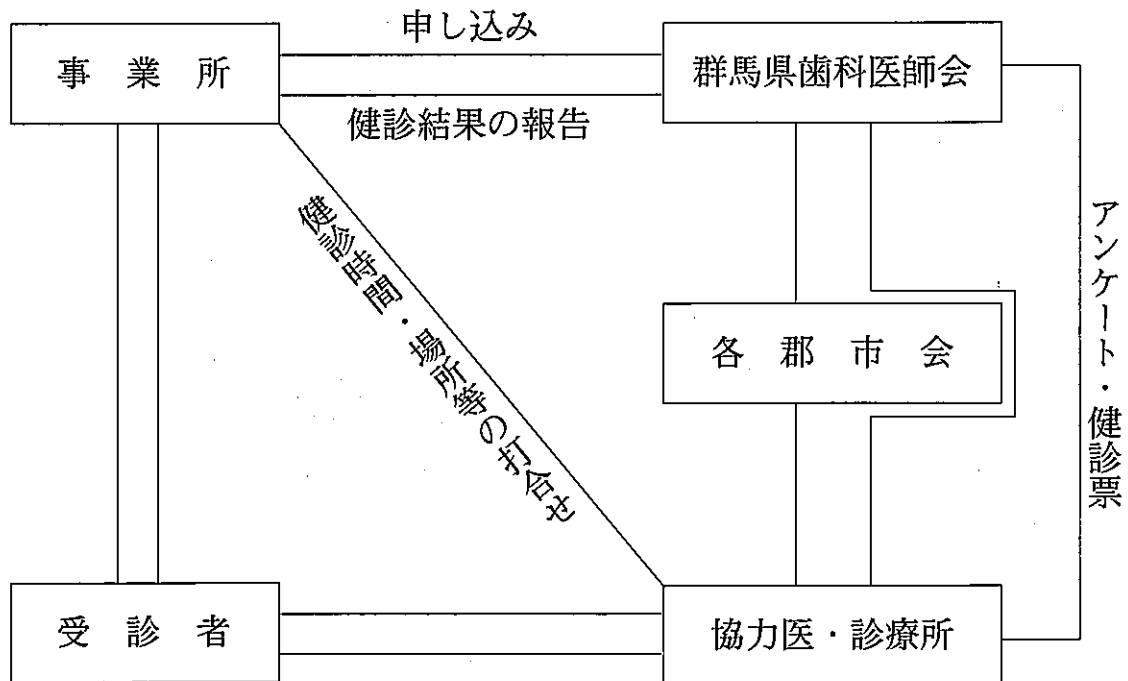 申し込み
事業所
群馬県歯科医師会
健診結果の報告
健診時間・場所等の打合せ
アンケート・健診票
各郡市会
受診者
協力医・診療所